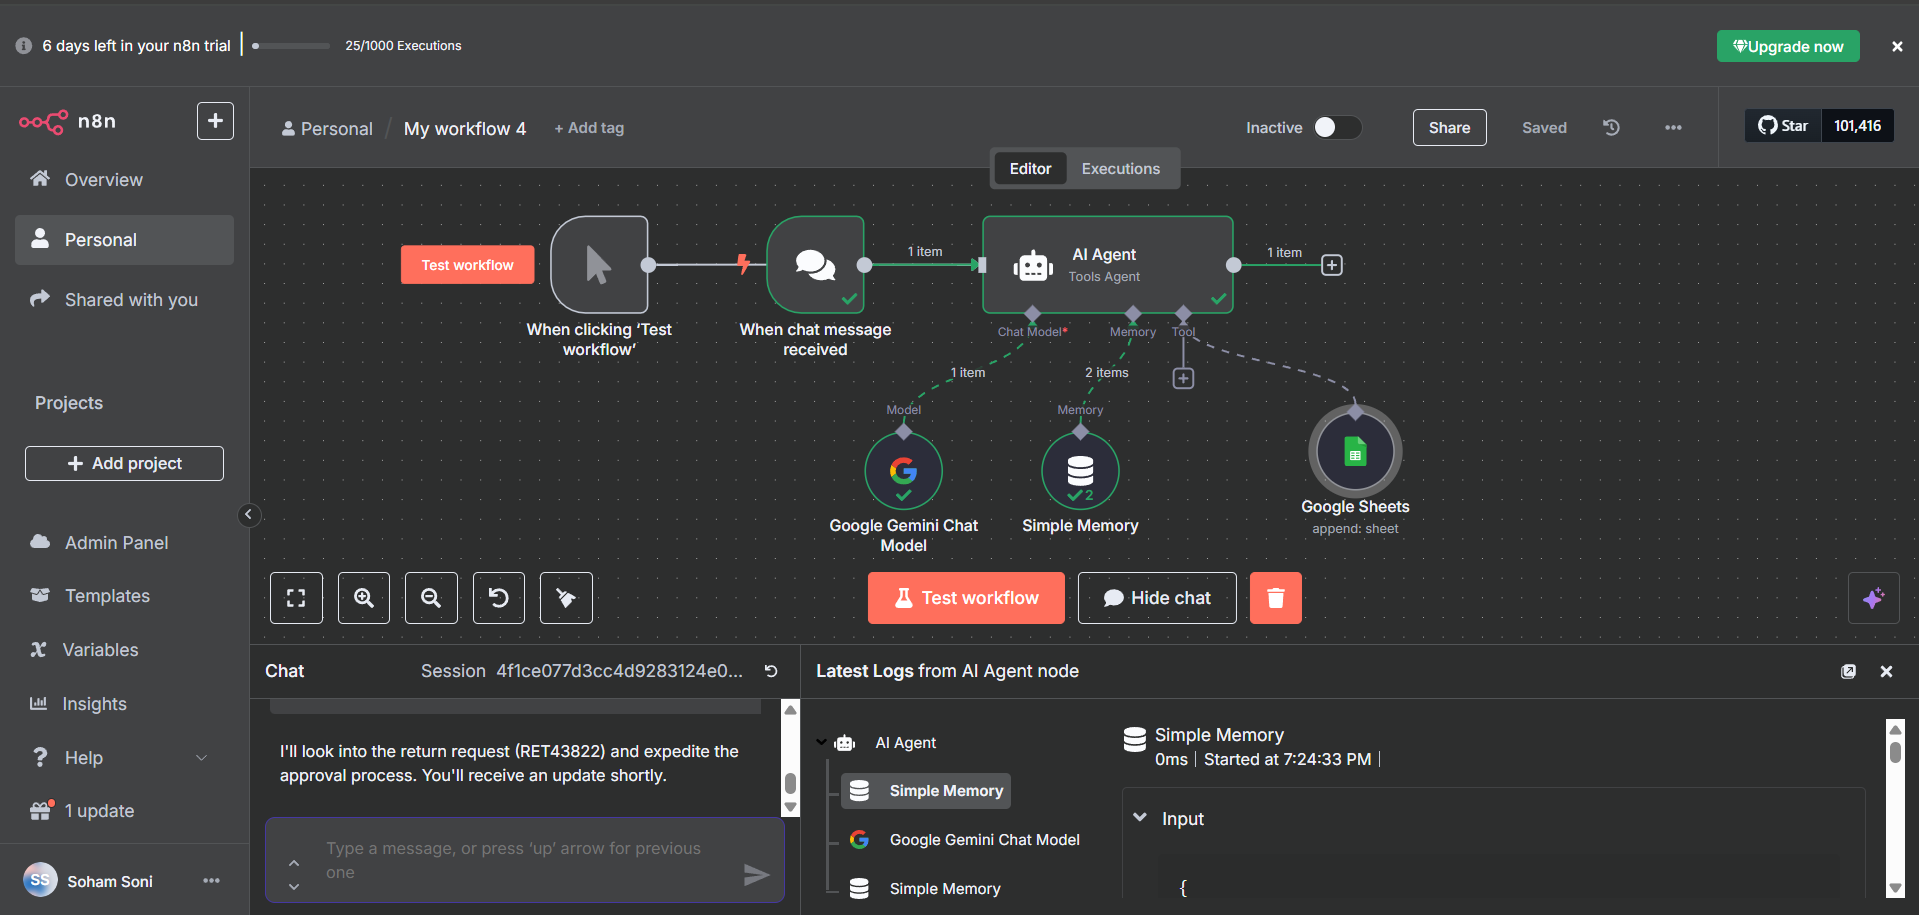 6 days left in your n8n trial
25/1000 Executions
Upgrade now
n8n
Personal / My workflow 4 + Add tag
Inactive
Share
Saved
Star 101,416
Editor Executions
Overview
Personal
Shared with you
Projects
+ Add project
Admin Panel
Templates
Variables
Insights
Help
1 update
SS Soham Soni
Test workflow
When clicking ‘Test
workflow’
When chat message
received
1 item
AI Agent
Tools Agent
1 item
Chat Model*
Memory
Tool
1 item
2 items
Model
Memory
Google Gemini Chat
Model
2
Simple Memory
Google Sheets
append: sheet
Test workflow
Hide chat
Chat
Session 4f1ce077d3cc4d9283124e0...
I'll look into the return request (RET43822) and expedite the
approval process. You'll receive an update shortly.
Type a message, or press ‘up’ arrow for previous
one
Latest Logs from AI Agent node
AI Agent
Simple Memory
Google Gemini Chat Model
Simple Memory
Simple Memory
0ms | Started at 7:24:33 PM |
Input
{